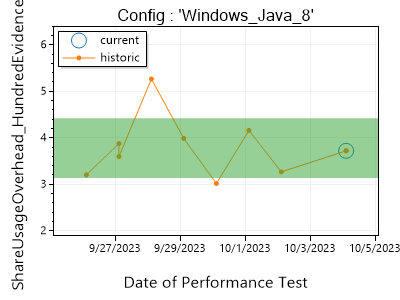 Config : 'Windows_Java_8'
current
historic
ShareUsageOverhead_HundredEvidence
6
5
4
3
2
9/27/2023
9/29/2023
10/1/2023
10/3/2023
10/5/2023
Date of Performance Test